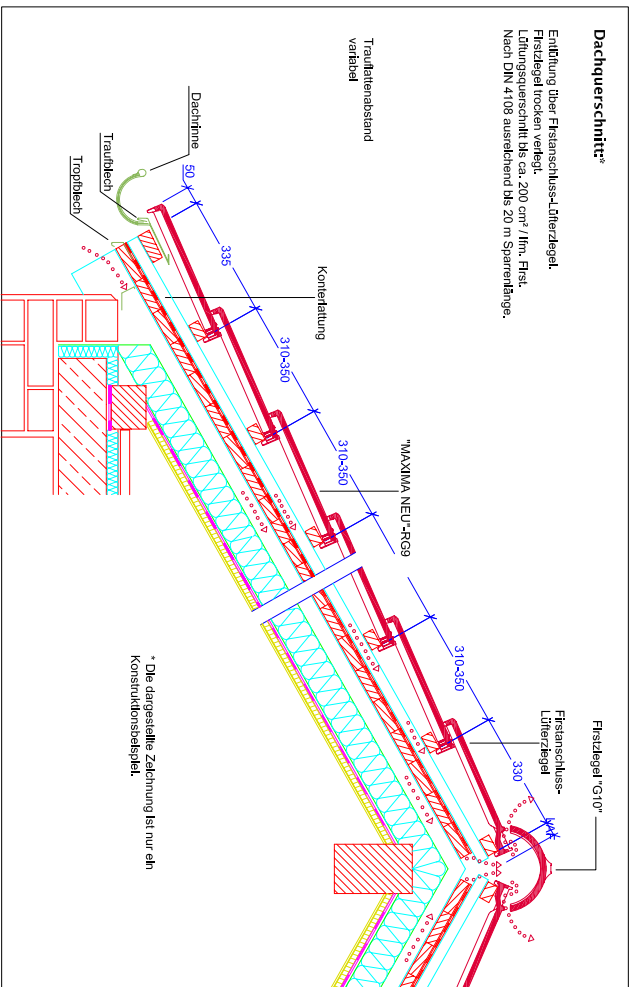 Dachquerschnitt:*
Entlüftung über Firstanschluss-Lüfterziegel.
Firstziegel trocken verlegt.
Lüftungsquerschnitt bis ca. 200 cm² / lfm. First.
Nach DIN 4108 ausreichend bis 20 m Sparrenlänge.
Trauflattenabstand
variabel
Dachrinne
Traufblech
Tropfblech
50
335
310-350
310-350
310-350
330
LAF
Konterlattung
"MAXIMA NEU"-RG9
Firstanschluss-
Lüfterziegel
Firstziegel "G10"
* Die dargestellte Zeichnung ist nur ein
Konstruktionsbeispiel.